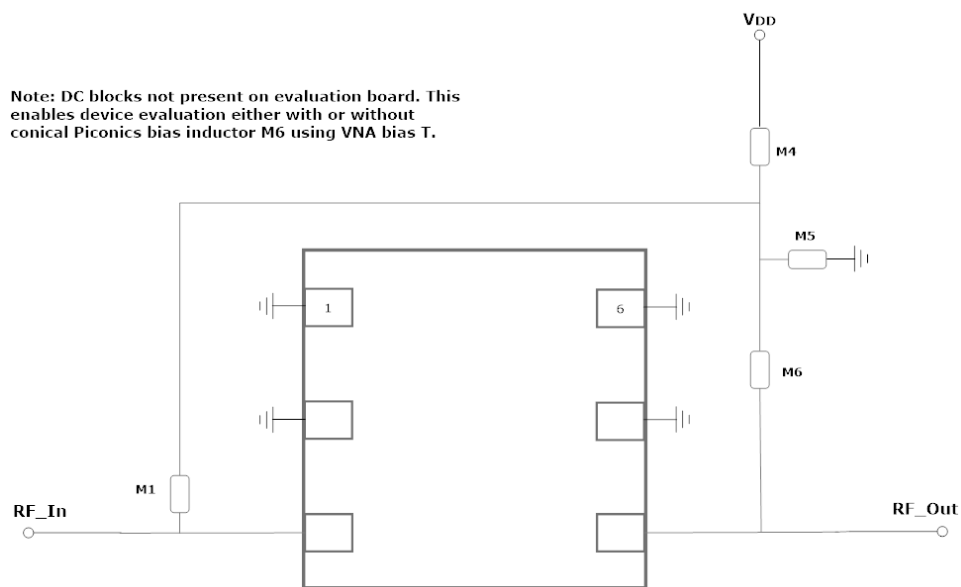 VDD
Note: DC blocks not present on evaluation board. This
enables device evaluation either with or without
conical Piconics bias inductor M6 using VNA bias T.
M4
M5
1
6
M6
M1
RF_In
RF_Out